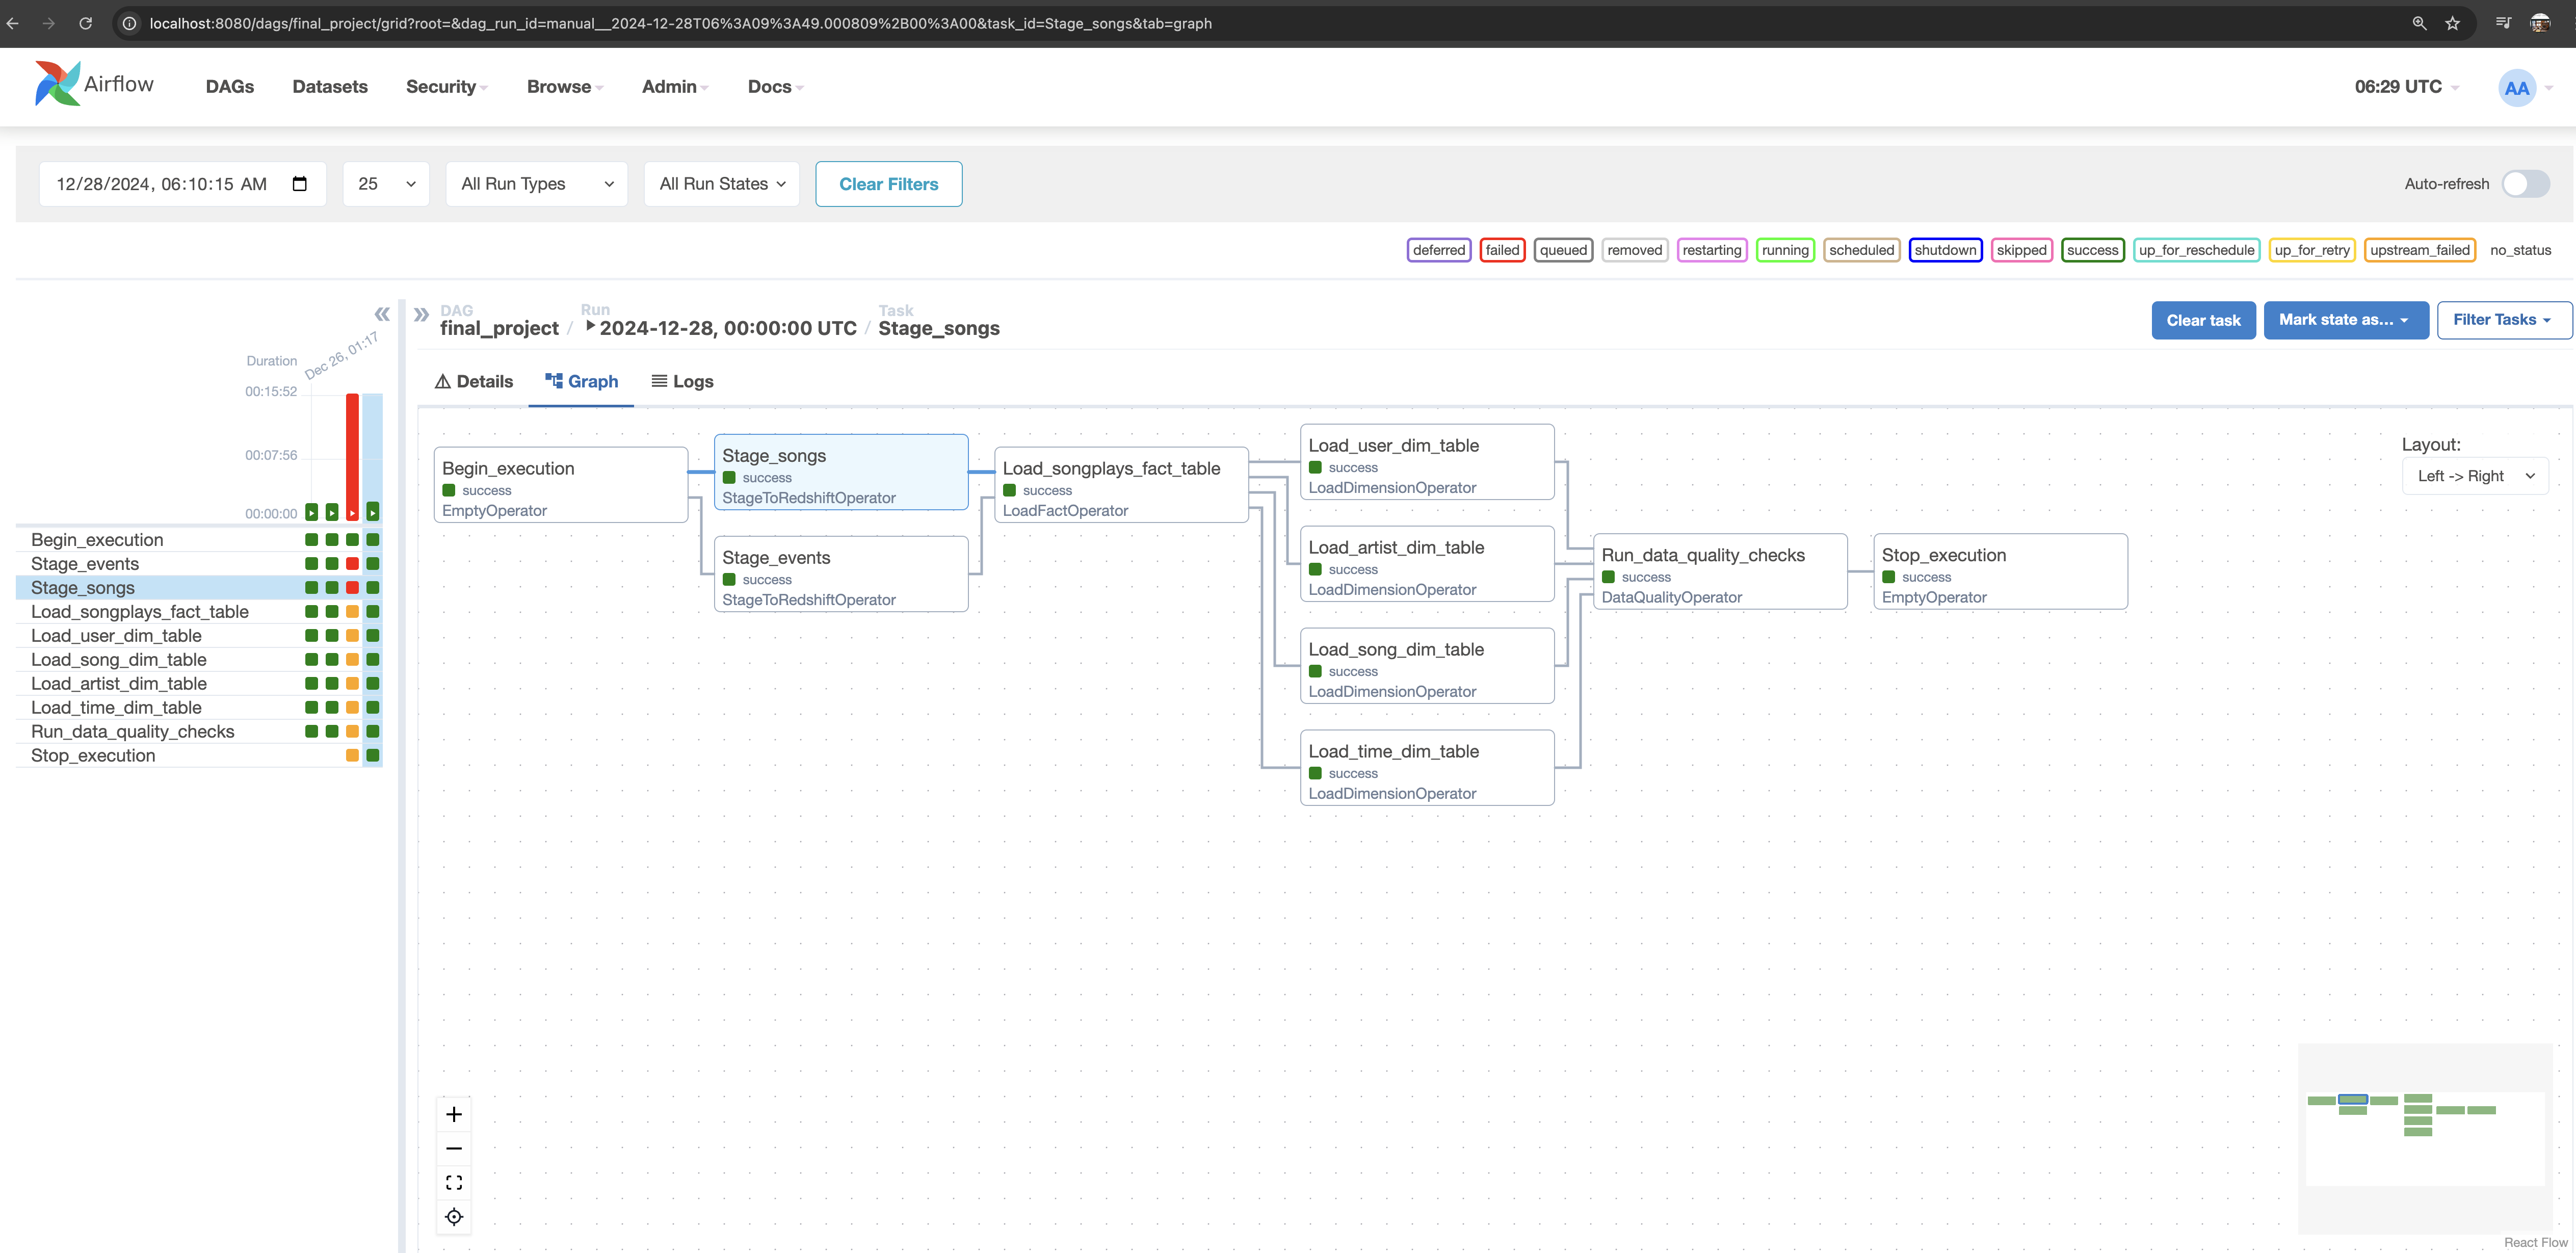 localhost:8080/dags/final_project/grid?root=&dag_run_id=manual__2024-12-28T06%3A09%3A49.000809%2B00%3A00&task_id=Stage_songs&tab=graph
Airflow DAGs Datasets Security Browse Admin Docs 06:29 UTC AA
12/28/2024, 06:10:15 AM 25 All Run Types All Run States Clear Filters Auto-refresh
deferred failed queued removed restarting running scheduled shutdown skipped success up_for_reschedule up_for_retry upstream_failed no_status
DAG Run Task
final_project / 2024-12-28, 00:00:00 UTC / Stage_songs
Clear task Mark state as... Filter Tasks
Dec 26, 01:17
Duration
00:15:52
00:07:56
00:00:00
Begin_execution
Stage_events
Stage_songs
Load_songplays_fact_table
Load_user_dim_table
Load_song_dim_table
Load_artist_dim_table
Load_time_dim_table
Run_data_quality_checks
Stop_execution
Details Graph Logs
Begin_execution
success
EmptyOperator
Stage_songs
success
StageToRedshiftOperator
Stage_events
success
StageToRedshiftOperator
Load_songplays_fact_table
success
LoadFactOperator
Load_user_dim_table
success
LoadDimensionOperator
Load_artist_dim_table
success
LoadDimensionOperator
Load_song_dim_table
success
LoadDimensionOperator
Load_time_dim_table
success
LoadDimensionOperator
Run_data_quality_checks
success
DataQualityOperator
Stop_execution
success
EmptyOperator
Layout:
Left -> Right
React Flow